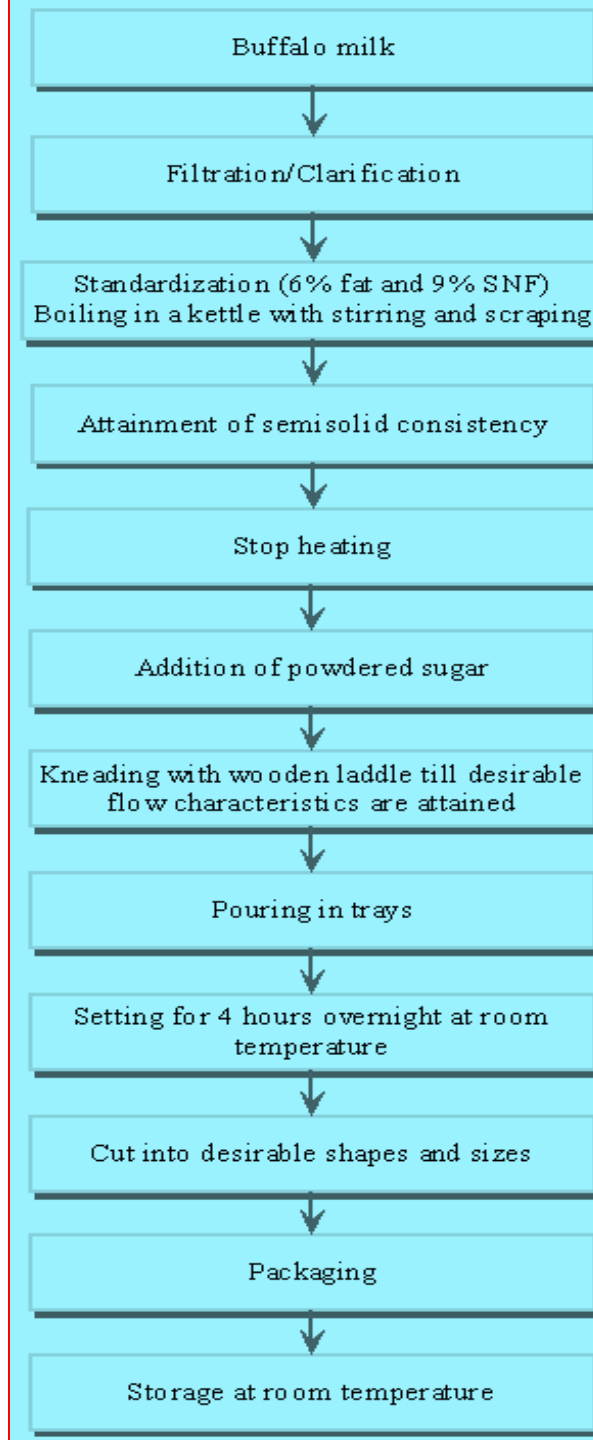 Buffalo milk
Filtration/Clarification
Standardization (6% fat and 9% SNF)
Boiling in a kettle with stirring and scraping
Attainment of semisolid consistency
Stop heating
Addition of powdered sugar
Kneading with wooden laddle till desirable
flow characteristics are attained
Pouring in trays
Setting for 4 hours overnight at room
temperature
Cut into desirable shapes and sizes
Packaging
Storage at room temperature